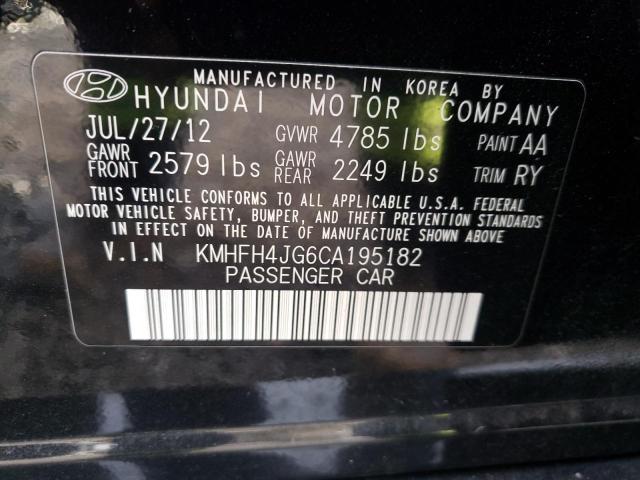 MANUFACTURED IN KOREA BY
HYUNDAI MOTOR COMPANY
JUL/27/12 GVWR 4785 lbs PAINT AA
GAWR FRONT 2579 lbs GAWR REAR 2249 lbs TRIM RY
THIS VEHICLE CONFORMS TO ALL APPLICABLE U.S.A. FEDERAL
MOTOR VEHICLE SAFETY, BUMPER, AND THEFT PREVENTION STANDARDS
IN EFFECT ON THE DATE OF MANUFACTURE SHOWN ABOVE.
V.I.N KMHFH4JG6CA195182
PASSENGER CAR